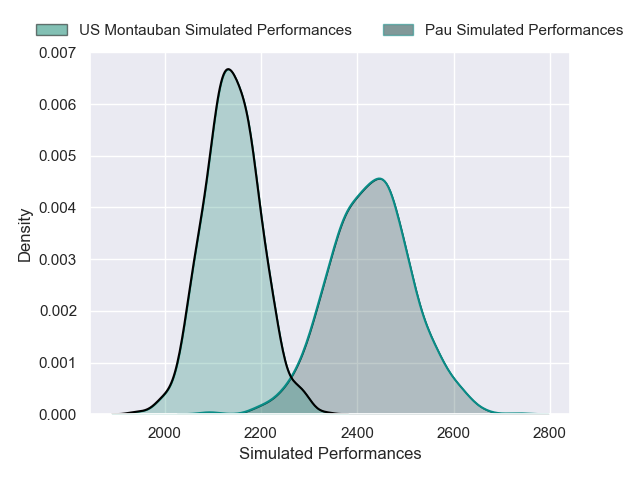 US Montauban Simulated Performances Pau Simulated Performances
0.007
0.006
0.005
0.004
0.003
0.002
0.001
0.000
Density
2000 2200 2400 2600 2800
Simulated Performances